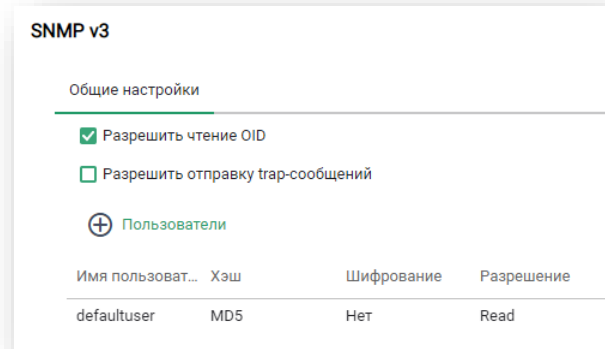 SNMP v3
Общие настройки
Разрешить чтение OID
Разрешить отправку trap-сообщений
Пользователи
Имя пользоват... Хэш Шифрование Разрешение
defaultuser MD5 Нет Read